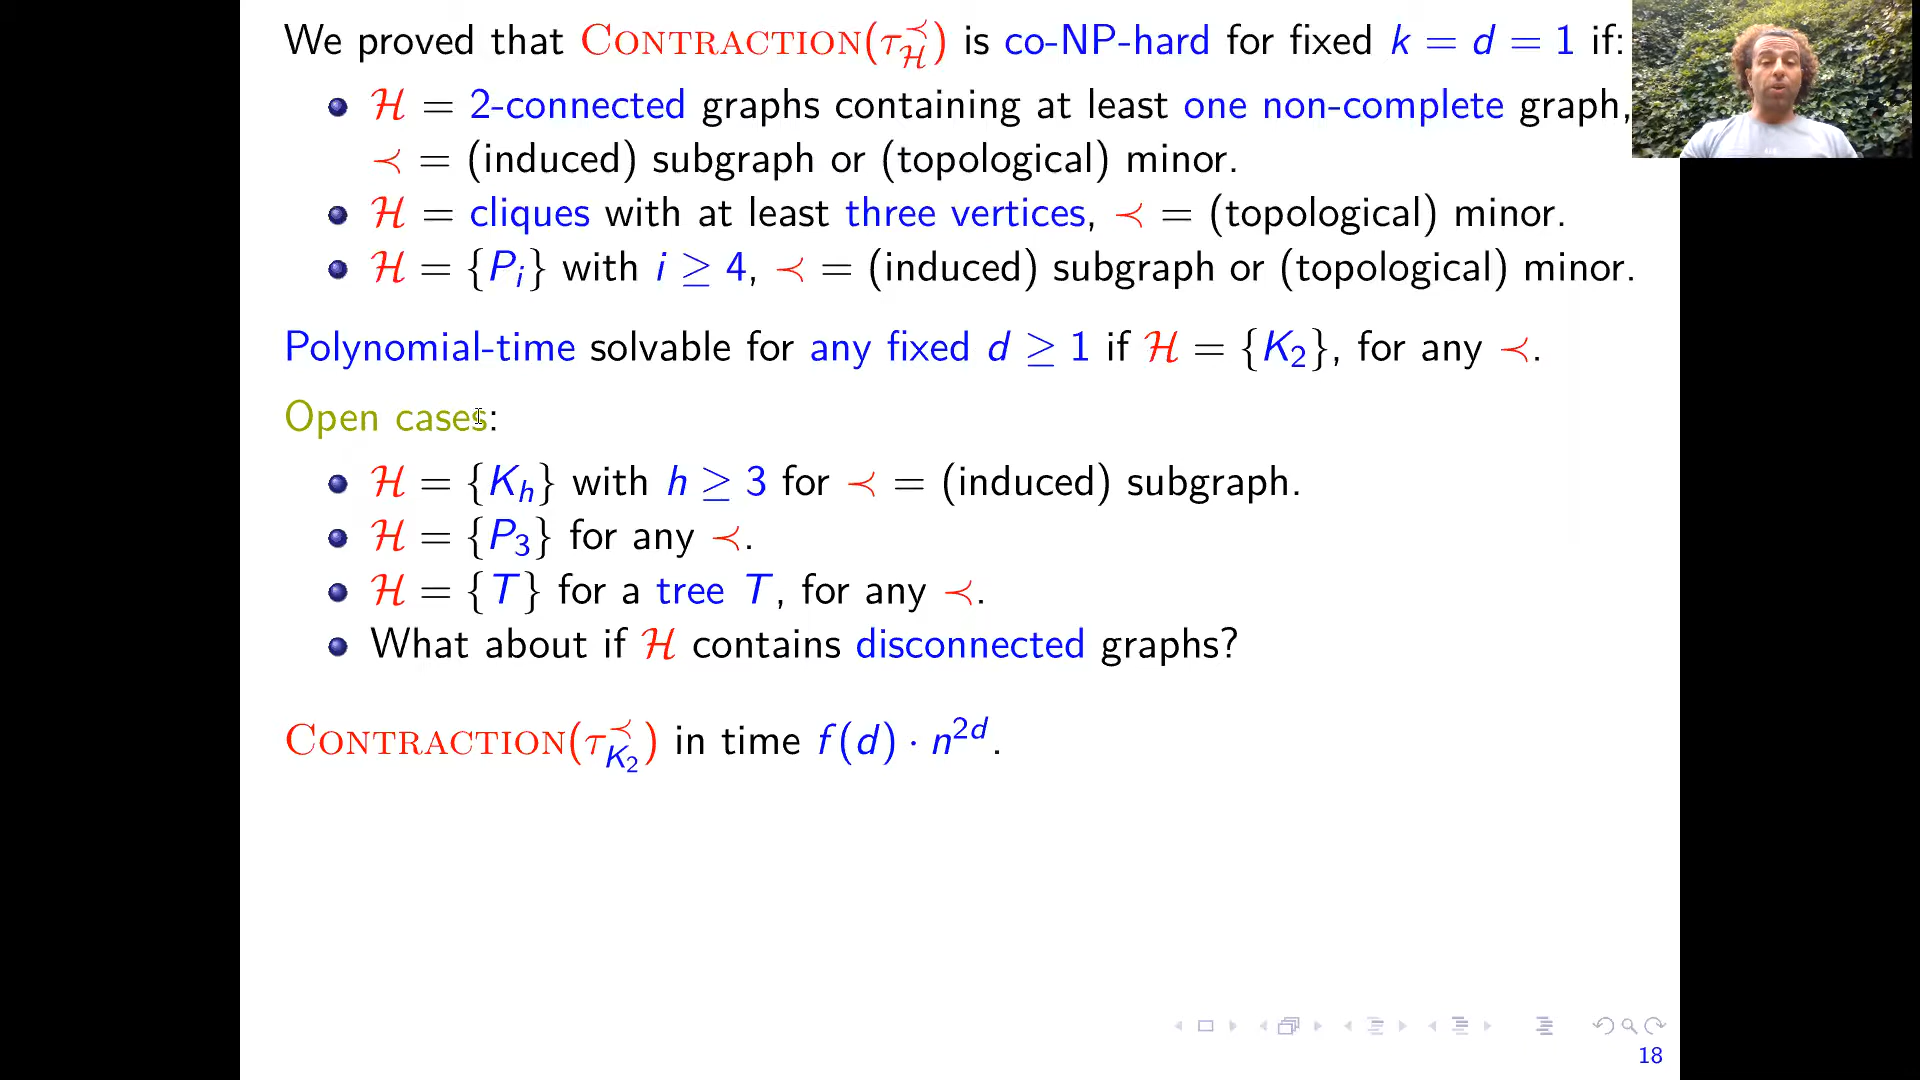 We proved that CONTRACTION(τ_ℋ^≺) is co-NP-hard for fixed k = d = 1 if:
ℋ = 2-connected graphs containing at least one non-complete graph,
≺ = (induced) subgraph or (topological) minor.
ℋ = cliques with at least three vertices, ≺ = (topological) minor.
ℋ = {P_i} with i ≥ 4, ≺ = (induced) subgraph or (topological) minor.
Polynomial-time solvable for any fixed d ≥ 1 if ℋ = {K_2}, for any ≺.
Open cases:
ℋ = {K_h} with h ≥ 3 for ≺ = (induced) subgraph.
ℋ = {P_3} for any ≺.
ℋ = {T} for a tree T, for any ≺.
What about if ℋ contains disconnected graphs?
CONTRACTION(τ_{K_2}^≺) in time f(d) · n^{2d}.
18